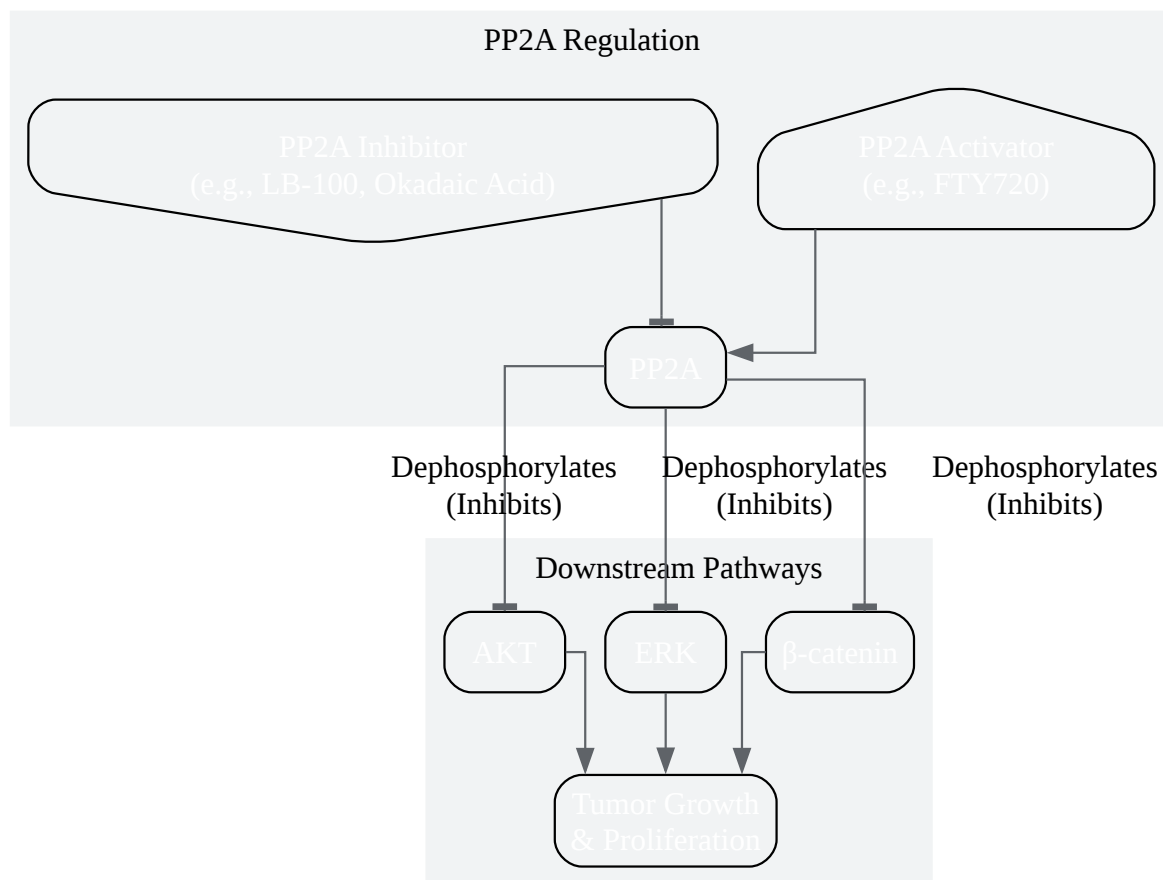 PP2A Regulation
PP2A Inhibitor
(e.g., LB-100, Okadaic Acid)
PP2A Activator
(e.g., FTY720)
PP2A
Dephosphorylates
(Inhibits)
Dephosphorylates
(Inhibits)
Dephosphorylates
(Inhibits)
Downstream Pathways
AKT
ERK
β-catenin
Tumor Growth
& Proliferation